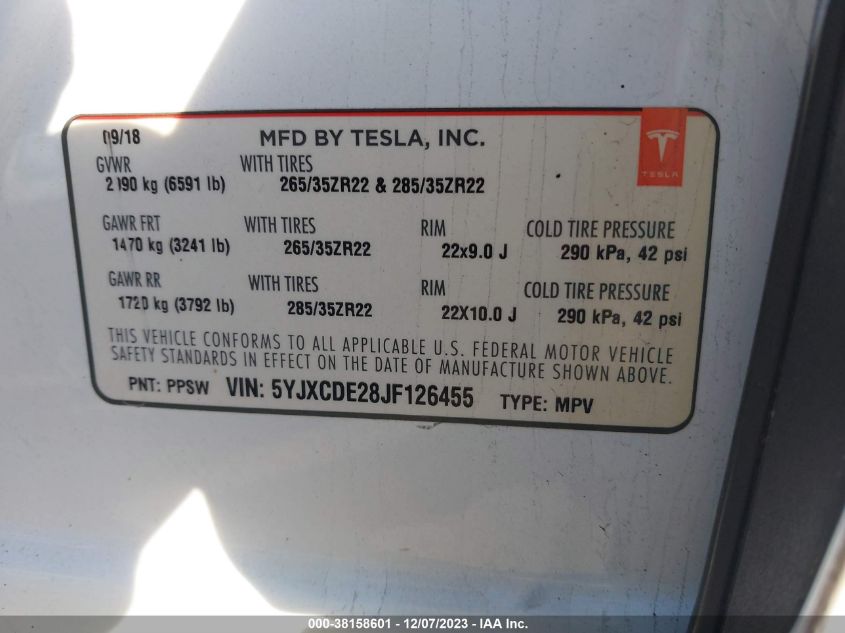 09/18 MFD BY TESLA, INC.
GVWR WITH TIRES
2990 kg (6591 lb) 265/35ZR22 & 285/35ZR22
TESLA
GAWR FRT WITH TIRES RIM COLD TIRE PRESSURE
1470 kg (3241 lb) 265/35ZR22 22x9.0 J 290 kPa, 42 psi
GAWR RR WITH TIRES RIM COLD TIRE PRESSURE
1720 kg (3792 lb) 285/35ZR22 22X10.0 J 290 kPa, 42 psi
THIS VEHICLE CONFORMS TO ALL APPLICABLE U.S. FEDERAL MOTOR VEHICLE
SAFETY STANDARDS IN EFFECT ON THE DATE OF MANUFACTURE SHOWN ABOVE.
PNT: PPSW VIN: 5YJXCDE28JF126455 TYPE: MPV
000-38158601 - 12/07/2023 - IAA Inc.